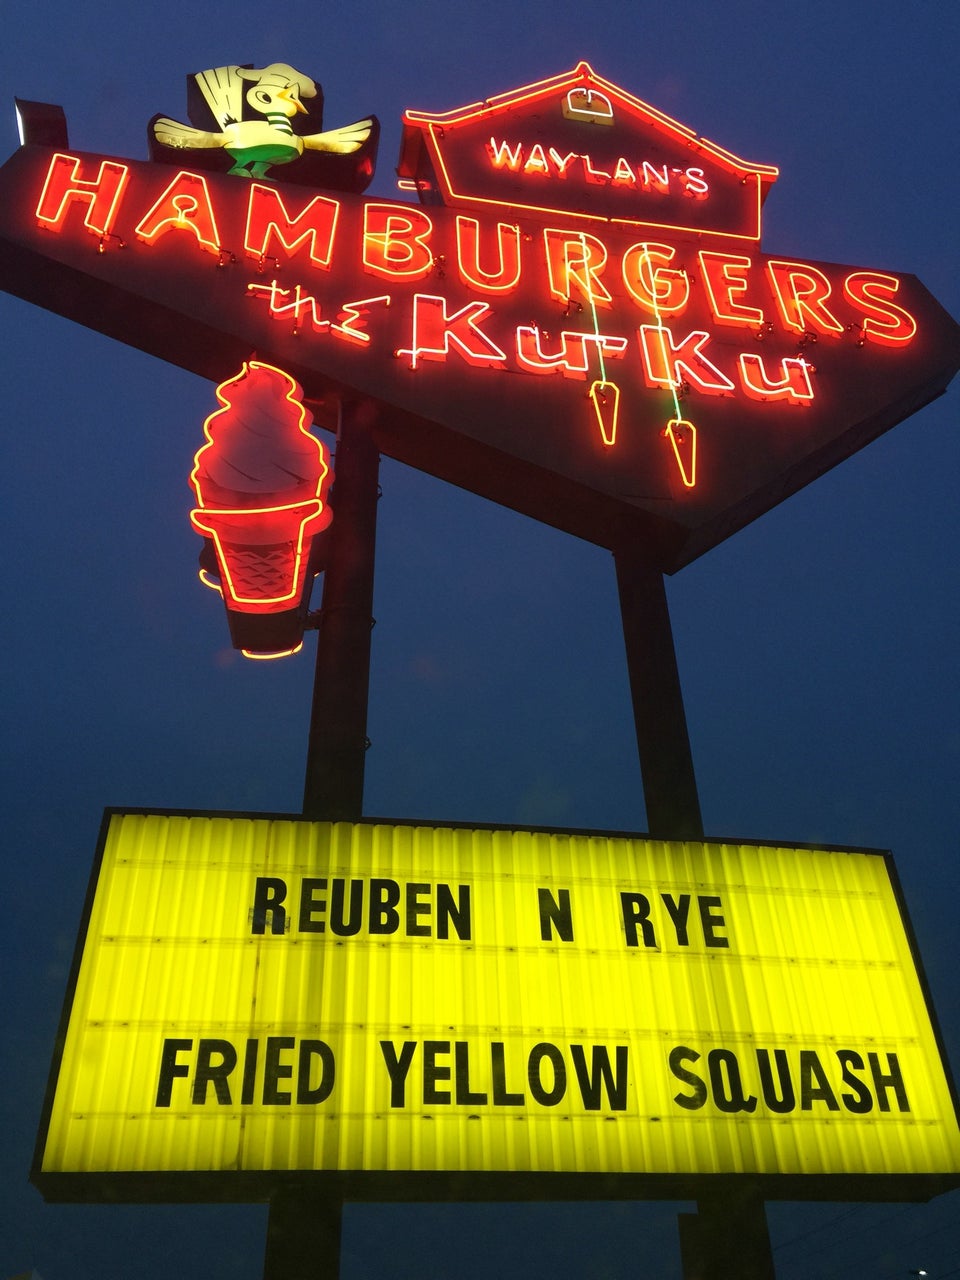 WAYLAN'S
HAMBURGERS
the Ku-Ku
REUBEN N RYE
FRIED YELLOW SQUASH